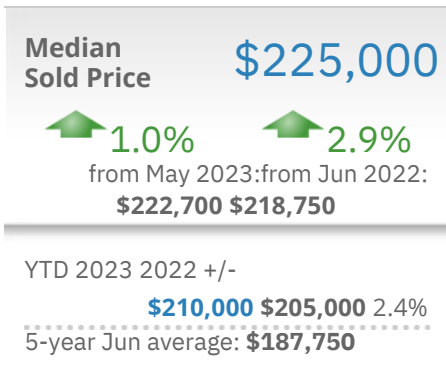 Median
Sold Price
$225,000
1.0%
2.9%
from May 2023:from Jun 2022:
$222,700 $218,750
YTD 2023 2022 +/-
$210,000 $205,000 2.4%
5-year Jun average: $187,750